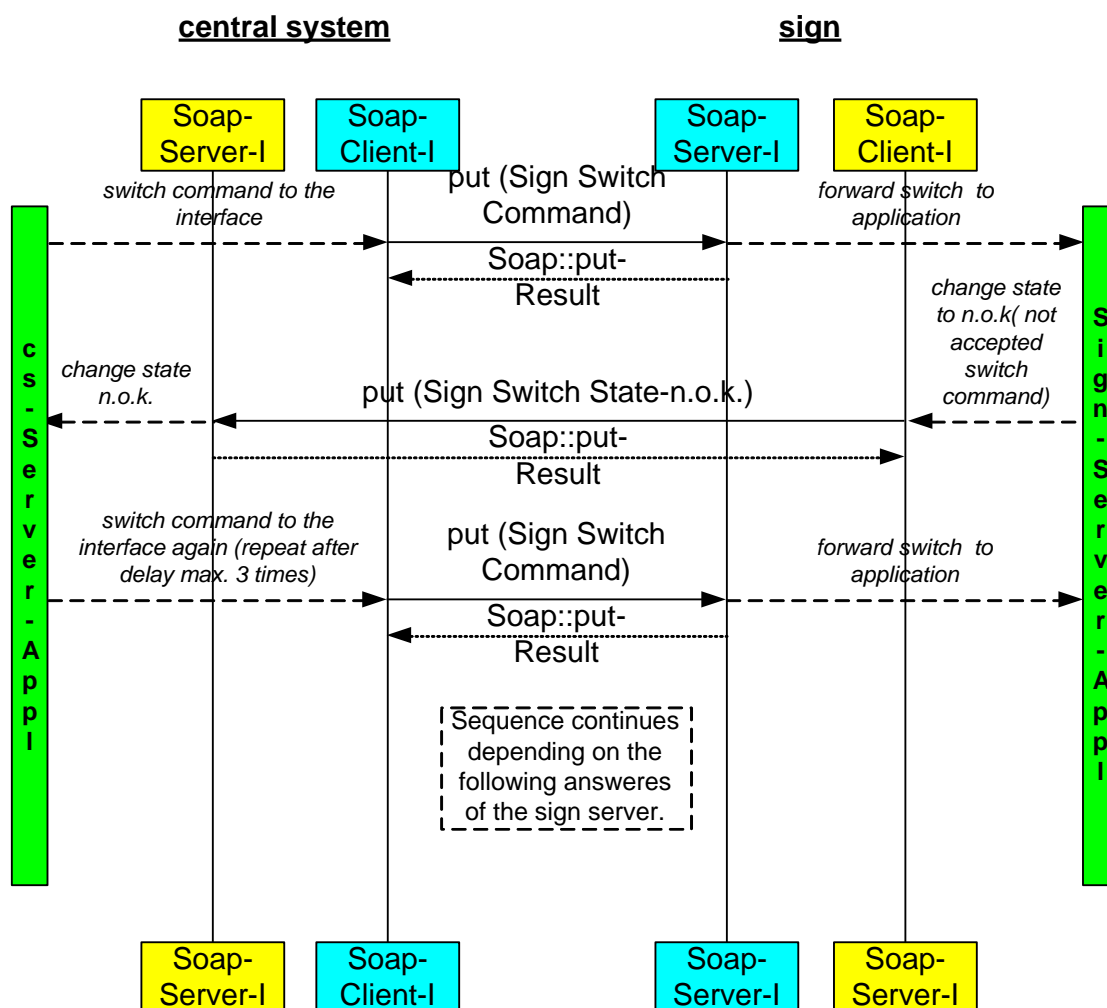 central system
sign
Soap-
Server-I
Soap-
Client-I
Soap-
Server-I
Soap-
Client-I
switch command to the
interface
put (Sign Switch
Command)
forward switch to
application
Soap::put-
Result
change state
to n.o.k( not
accepted
switch
command)
change state
n.o.k.
put (Sign Switch State-n.o.k.)
Soap::put-
Result
switch command to the
interface again (repeat after
delay max. 3 times)
put (Sign Switch
Command)
forward switch to
application
Soap::put-
Result
cs-Server-Appl
Sign-Server-Appl
Sequence continues
depending on the
following answeres
of the sign server.
Soap-
Server-I
Soap-
Client-I
Soap-
Server-I
Soap-
Server-I